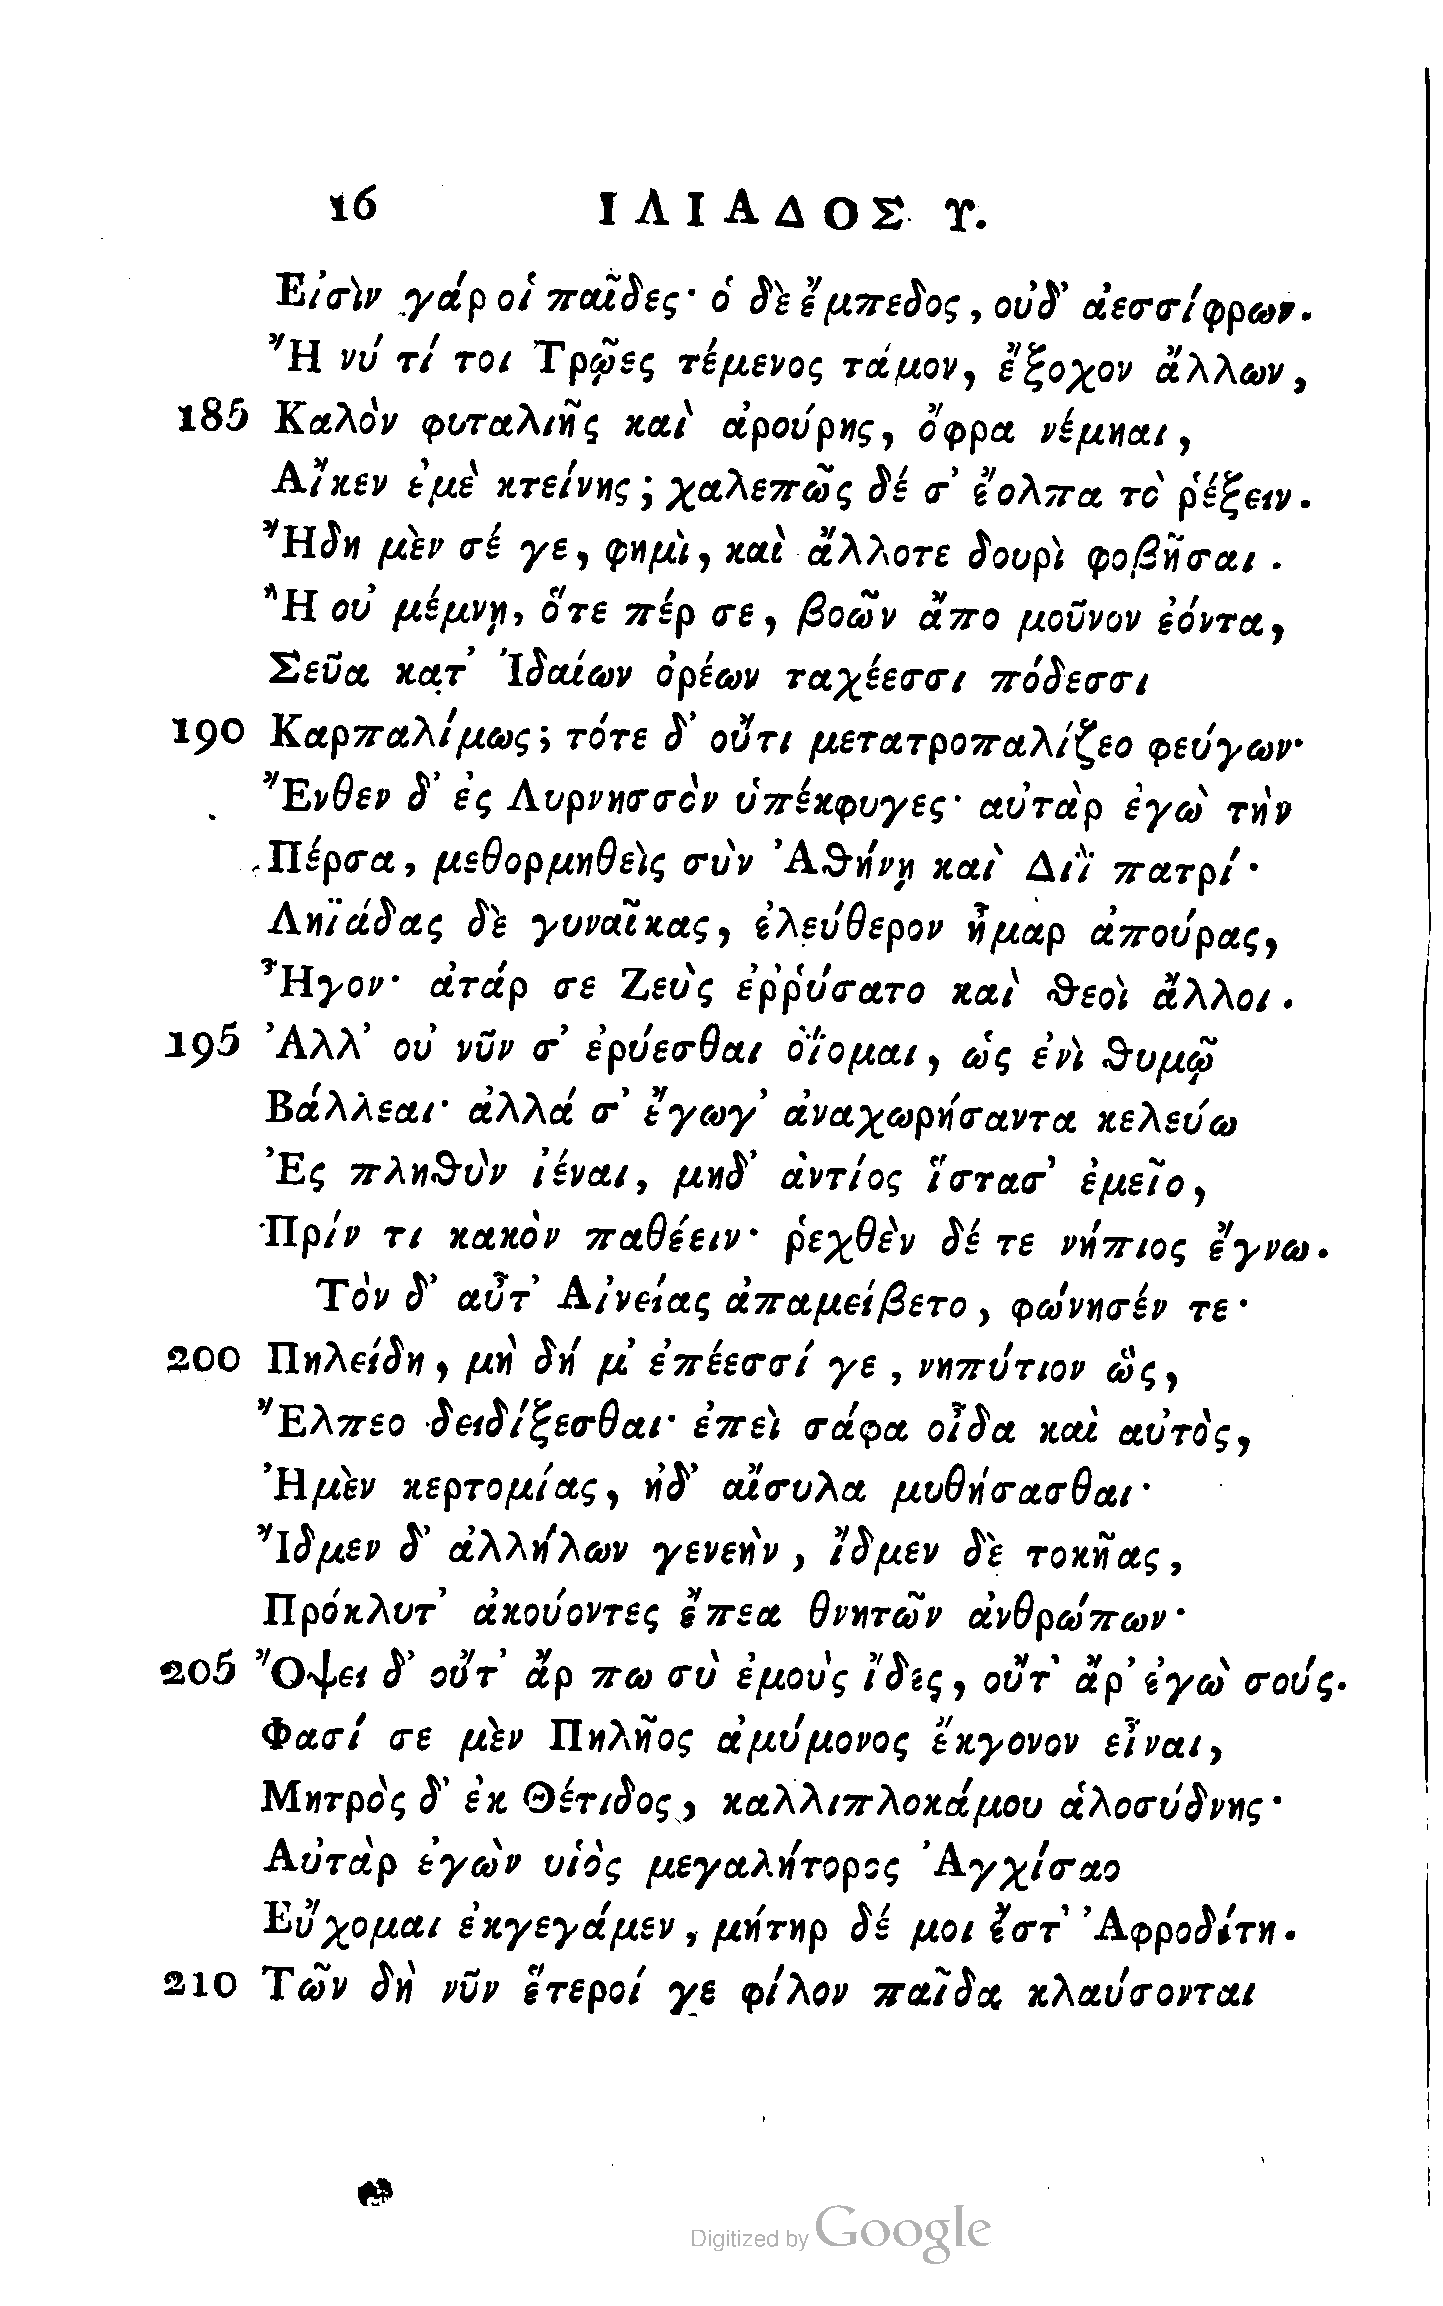 16 ΙΛΙΑΔΟΣ Υ.
Εἰσὶν γάρ οἱ παῖδες· ὁ δὲ ἔμπεδος, οὐδ᾽ ἀεσσίφρων.
Ἤ νύ τί τοι Τρῷες τέμενος τάμον, ἔξοχον ἄλλων,
185 Καλὸν φυταλιῆς καὶ ἀρούρης, ὄφρα νέμηαι,
Αἴκεν ἐμὲ κτείνης; χαλεπῶς δέ σ᾽ ἔολπα τὸ ῥέξειν.
Ἤδη μὲν σέ γε, φημὶ, καὶ ἄλλοτε δουρὶ φοβῆσαι.
Ἢ οὐ μέμνῃ, ὅτε πέρ σε, βοῶν ἄπο μοῦνον ἐόντα,
Σεῦα κατ᾽ Ἰδαίων ὀρέων ταχέεσσι πόδεσσι
190 Καρπαλίμως; τότε δ᾽ οὔτι μετατροπαλίζεο φεύγων·
Ἔνθεν δ᾽ ἐς Λυρνησσὸν ὑπέκφυγες· αὐτὰρ ἐγὼ τὴν
Πέρσα, μεθορμηθεὶς σὺν Ἀθήνῃ καὶ Διῒ πατρί·
Ληϊάδας δὲ γυναῖκας, ἐλεύθερον ἦμαρ ἀπούρας,
Ἦγον· ἀτάρ σε Ζεὺς ἐῤῥύσατο καὶ θεοὶ ἄλλοι.
195 Ἀλλ᾽ οὐ νῦν σ᾽ ἐρύεσθαι ὀΐομαι, ὡς ἐνὶ θυμῷ
Βάλλεαι· ἀλλά σ᾽ ἔγωγ᾽ ἀναχωρήσαντα κελεύω
Ἐς πληθὺν ἰέναι, μηδ᾽ ἀντίος ἵστασ᾽ ἐμεῖο,
Πρίν τι κακὸν παθέειν· ῥεχθὲν δέ τε νήπιος ἔγνω.
Τὸν δ᾽ αὖτ᾽ Αἰνείας ἀπαμείβετο, φώνησέν τε·
200 Πηλείδη, μὴ δή μ᾽ ἐπέεσσί γε, νηπύτιον ὣς,
Ἔλπεο δειδίξεσθαι· ἐπεὶ σάφα οἶδα καὶ αὐτὸς,
Ἠμὲν κερτομίας, ἠδ᾽ αἴσυλα μυθήσασθαι·
Ἴδμεν δ᾽ ἀλλήλων γενεὴν, ἴδμεν δὲ τοκῆας,
Πρόκλυτ᾽ ἀκούοντες ἔπεα θνητῶν ἀνθρώπων·
205 Ὄψει δ᾽ οὔτ᾽ ἄρ πω σὺ ἐμοὺς ἴδες, οὔτ᾽ ἄρ᾽ ἐγὼ σούς.
Φασί σε μὲν Πηλῆος ἀμύμονος ἔκγονον εἶναι,
Μητρὸς δ᾽ ἐκ Θέτιδος, καλλιπλοκάμου ἁλοσύδνης·
Αὐτὰρ ἐγὼν υἱὸς μεγαλήτορος Ἀγχίσαο
Εὔχομαι ἐκγεγάμεν, μήτηρ δέ μοι ἔστ᾽ Ἀφροδίτη.
210 Τῶν δὴ νῦν ἕτεροί γε φίλον παῖδα κλαύσονται
Digitized by Google